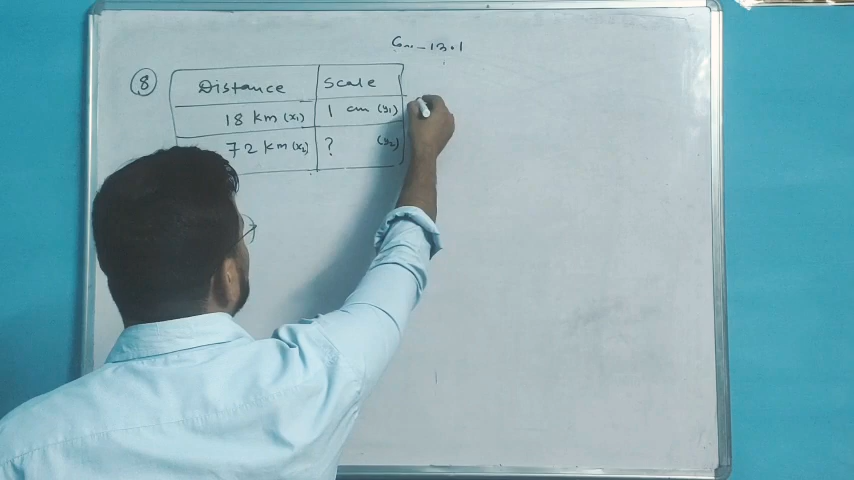 Ex-13.1
8
Distance Scale
18 km (x₁) 1 cm (y₁)
72 km (x₂) ? (y₂)